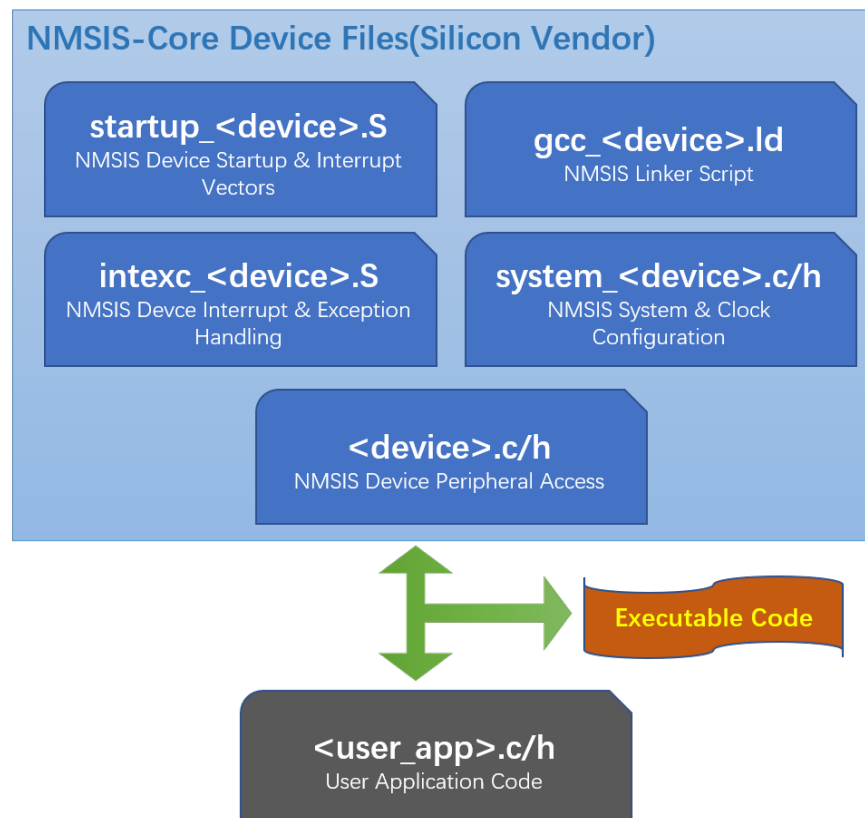 NMSIS-Core Device Files(Silicon Vendor)
startup_<device>.S
NMSIS Device Startup & Interrupt
Vectors
gcc_<device>.ld
NMSIS Linker Script
intexc_<device>.S
NMSIS Devce Interrupt & Exception
Handling
system_<device>.c/h
NMSIS System & Clock
Configuration
<device>.c/h
NMSIS Device Peripheral Access
Executable Code
<user_app>.c/h
User Application Code